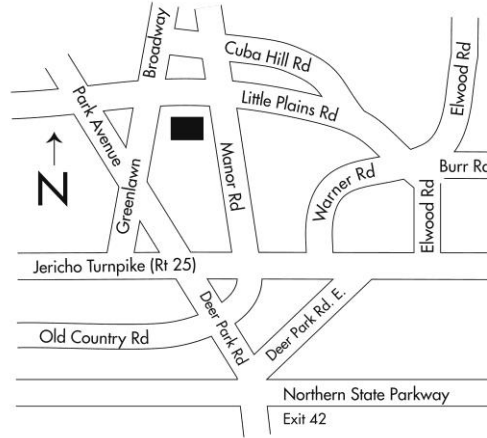 Broadway
Cuba Hill Rd
Elwood Rd
Park Avenue
Little Plains Rd
N
Greenlawn
Manor Rd
Warner Rd
Burr Rd
Elwood Rd
Jericho Turnpike (Rt 25)
Deer Park Rd
Deer Park Rd. E.
Old Country Rd
Northern State Parkway
Exit 42